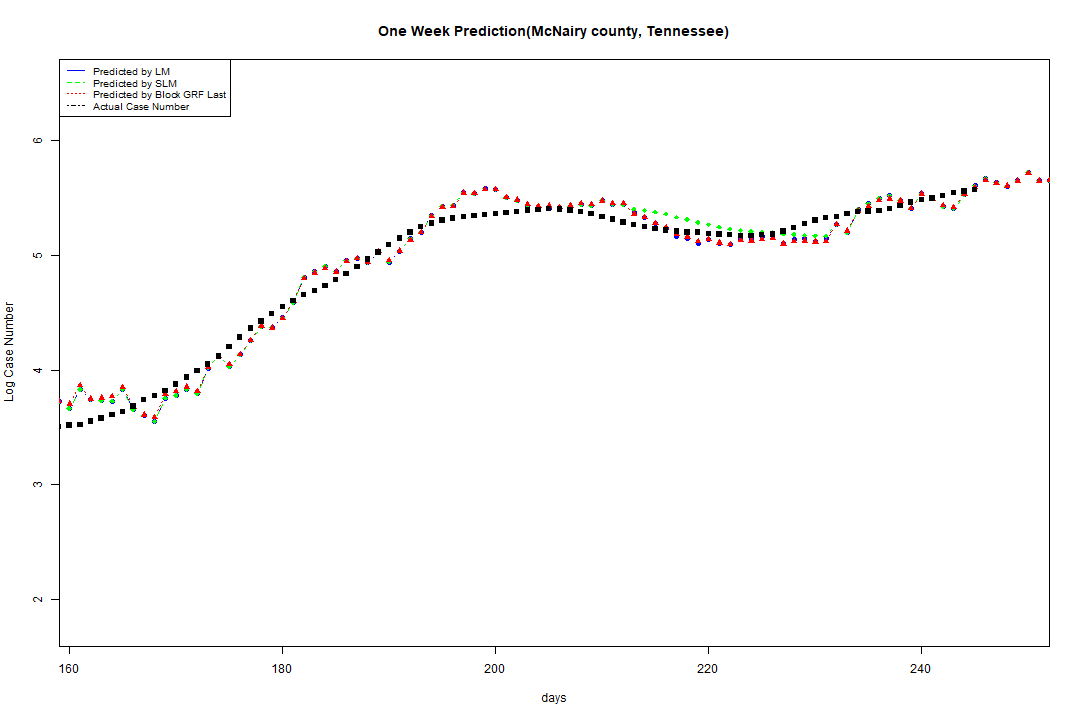 One Week Prediction(McNairy county, Tennessee)
Predicted by LM
Predicted by SLM
Predicted by Block GRF Last
Actual Case Number
6
5
4
3
2
Log Case Number
160 180 200 220 240
days